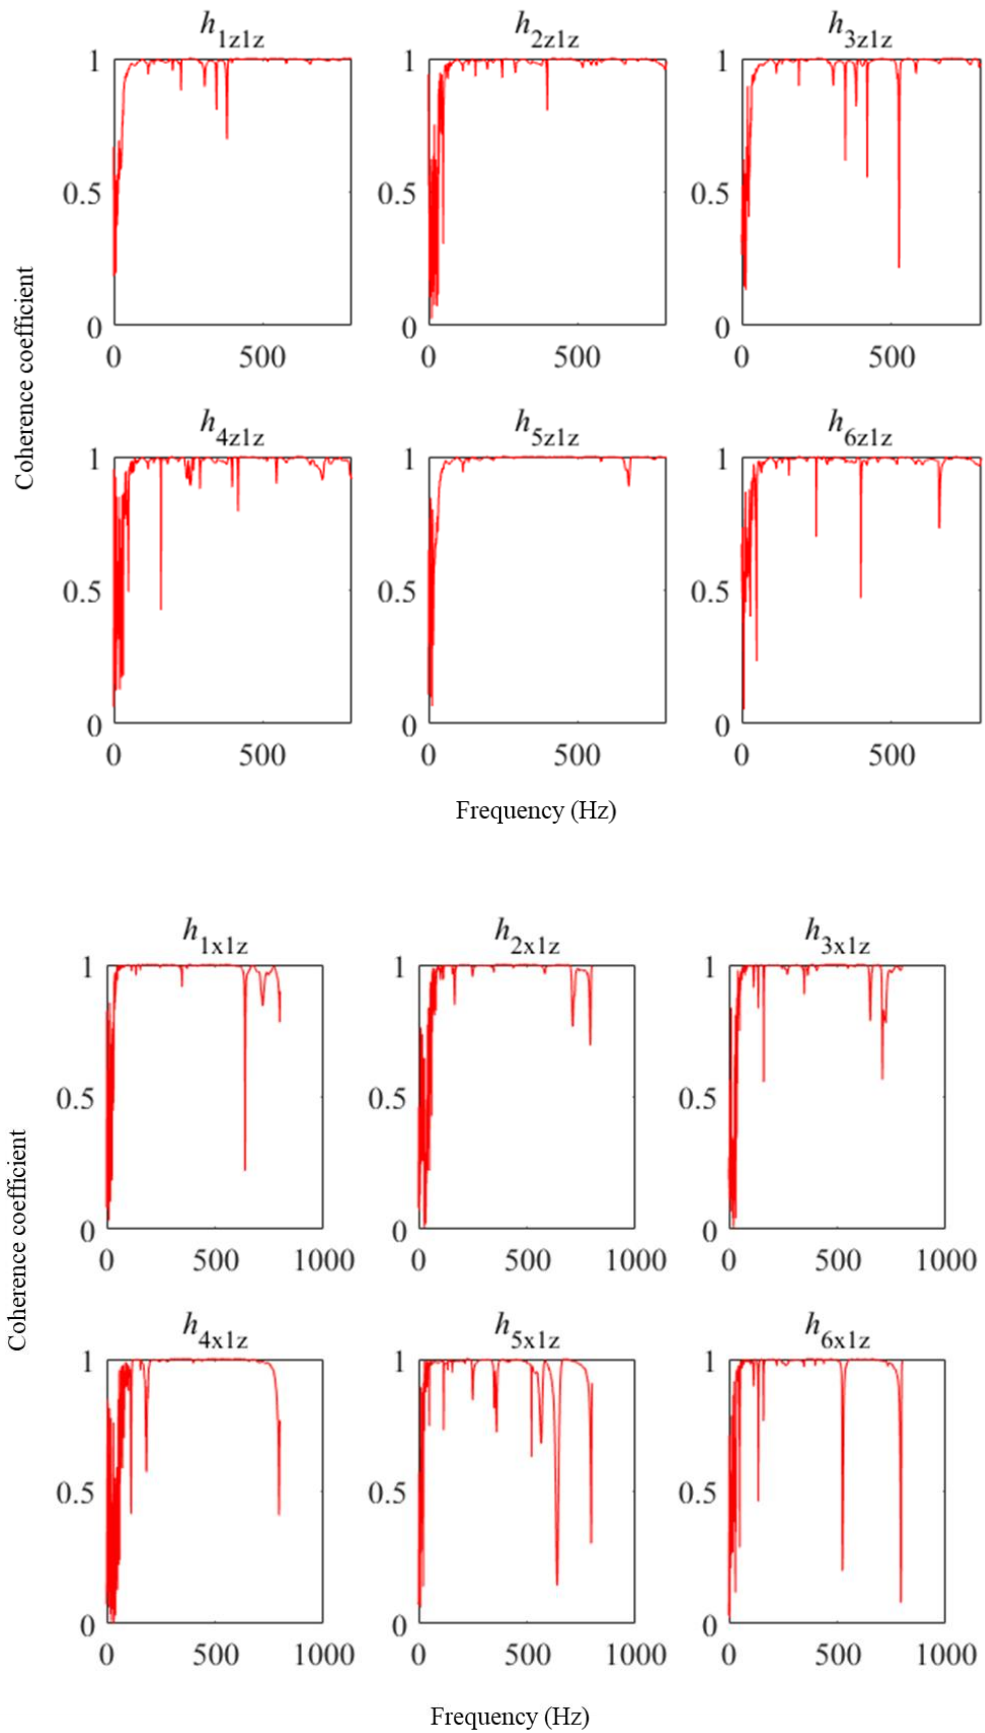 h1z1z h2z1z h3z1z
1 1 1
0.5 0.5 0.5
0 0 0
0 500 0 500 0 500
Coherence coefficient
h4z1z h5z1z h6z1z
1 1 1
0.5 0.5 0.5
0 0 0
0 500 0 500 0 500
Frequency (Hz)
h1x1z h2x1z h3x1z
1 1 1
0.5 0.5 0.5
0 0 0
0 500 1000 0 500 1000 0 500 1000
Coherence coefficient
h4x1z h5x1z h6x1z
1 1 1
0.5 0.5 0.5
0 0 0
0 500 1000 0 500 1000 0 500 1000
Frequency (Hz)